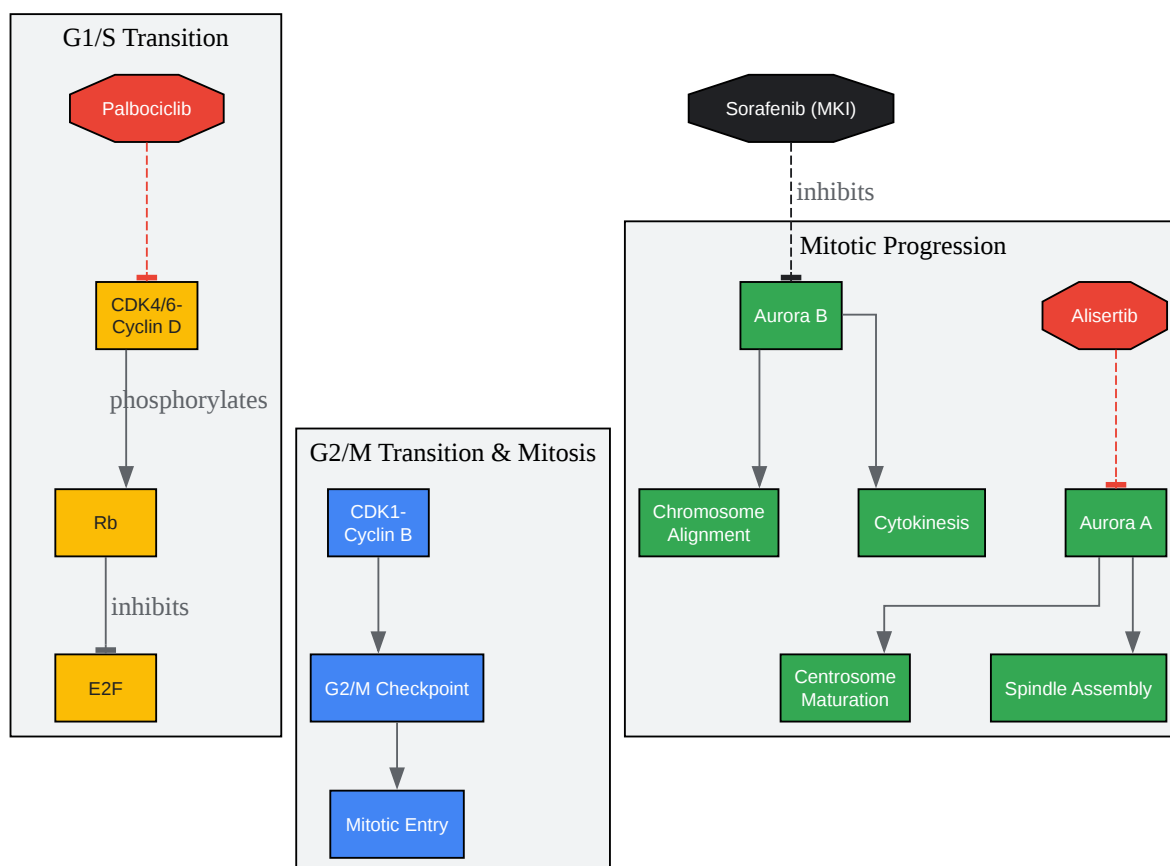 G1/S Transition
Palbociclib
CDK4/6-
Cyclin D
phosphorylates
Rb
inhibits
E2F
G2/M Transition & Mitosis
CDK1-
Cyclin B
G2/M Checkpoint
Mitotic Entry
Sorafenib (MKI)
inhibits
Mitotic Progression
Aurora B
Alisertib
Chromosome
Alignment
Cytokinesis
Aurora A
Centrosome
Maturation
Spindle Assembly